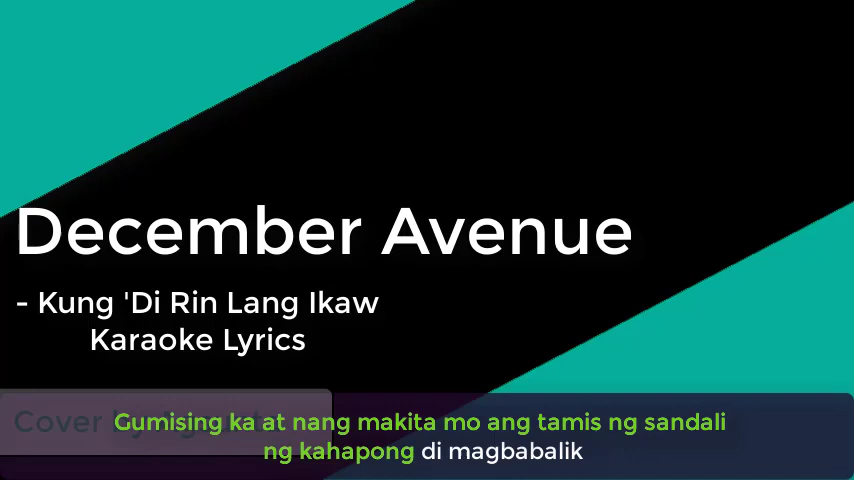 December Avenue
- Kung 'Di Rin Lang Ikaw
Karaoke Lyrics
Cover
Gumising ka at nang makita mo ang tamis ng sandali
ng kahapong di magbabalik